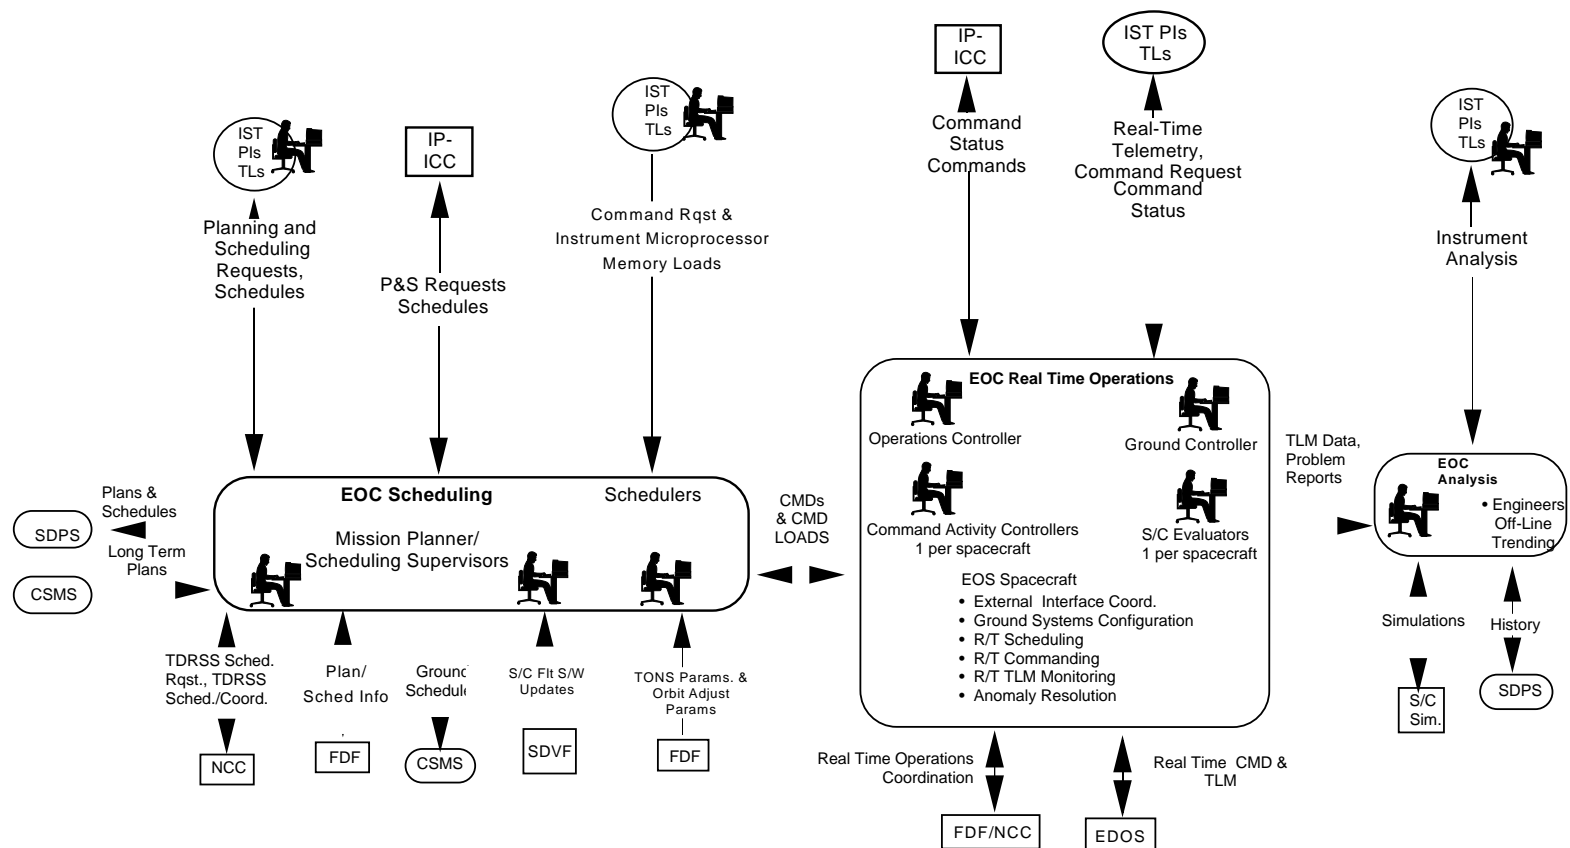 IP-
ICC
IST PIs
TLs
IST
PIs
TLs
IP-
ICC
IST
PIs
TLs
IST
PIs
TLs
Command
Status
Commands
Real-Time
Telemetry,
Command Request
Command
Status
Planning and
Scheduling
Requests,
Schedules
P&S Requests
Schedules
Command Rqst &
Instrument Microprocessor
Memory Loads
Instrument
Analysis
EOC Real Time Operations
Operations Controller
Ground Controller
Command Activity Controllers
1 per spacecraft
S/C Evaluators
1 per spacecraft
EOS Spacecraft
• External Interface Coord.
• Ground Systems Configuration
• R/T Scheduling
• R/T Commanding
• R/T TLM Monitoring
• Anomaly Resolution
TLM Data,
Problem
Reports
EOC
Analysis
• Engineers
Off-Line
Trending
Plans &
Schedules
SDPS
Long Term
Plans
CSMS
EOC Scheduling
Schedulers
Mission Planner/
Scheduling Supervisors
CMDs
& CMD
LOADS
TDRSS Sched.
Rqst., TDRSS
Sched./Coord.
Plan/
Sched Info
Ground
Schedule
S/C Flt S/W
Updates
TONS Params. &
Orbit Adjust
Params
NCC
FDF
CSMS
SDVF
FDF
Real Time Operations
Coordination
Real Time CMD &
TLM
FDF/NCC
EDOS
Simulations
History
S/C
Sim.
SDPS